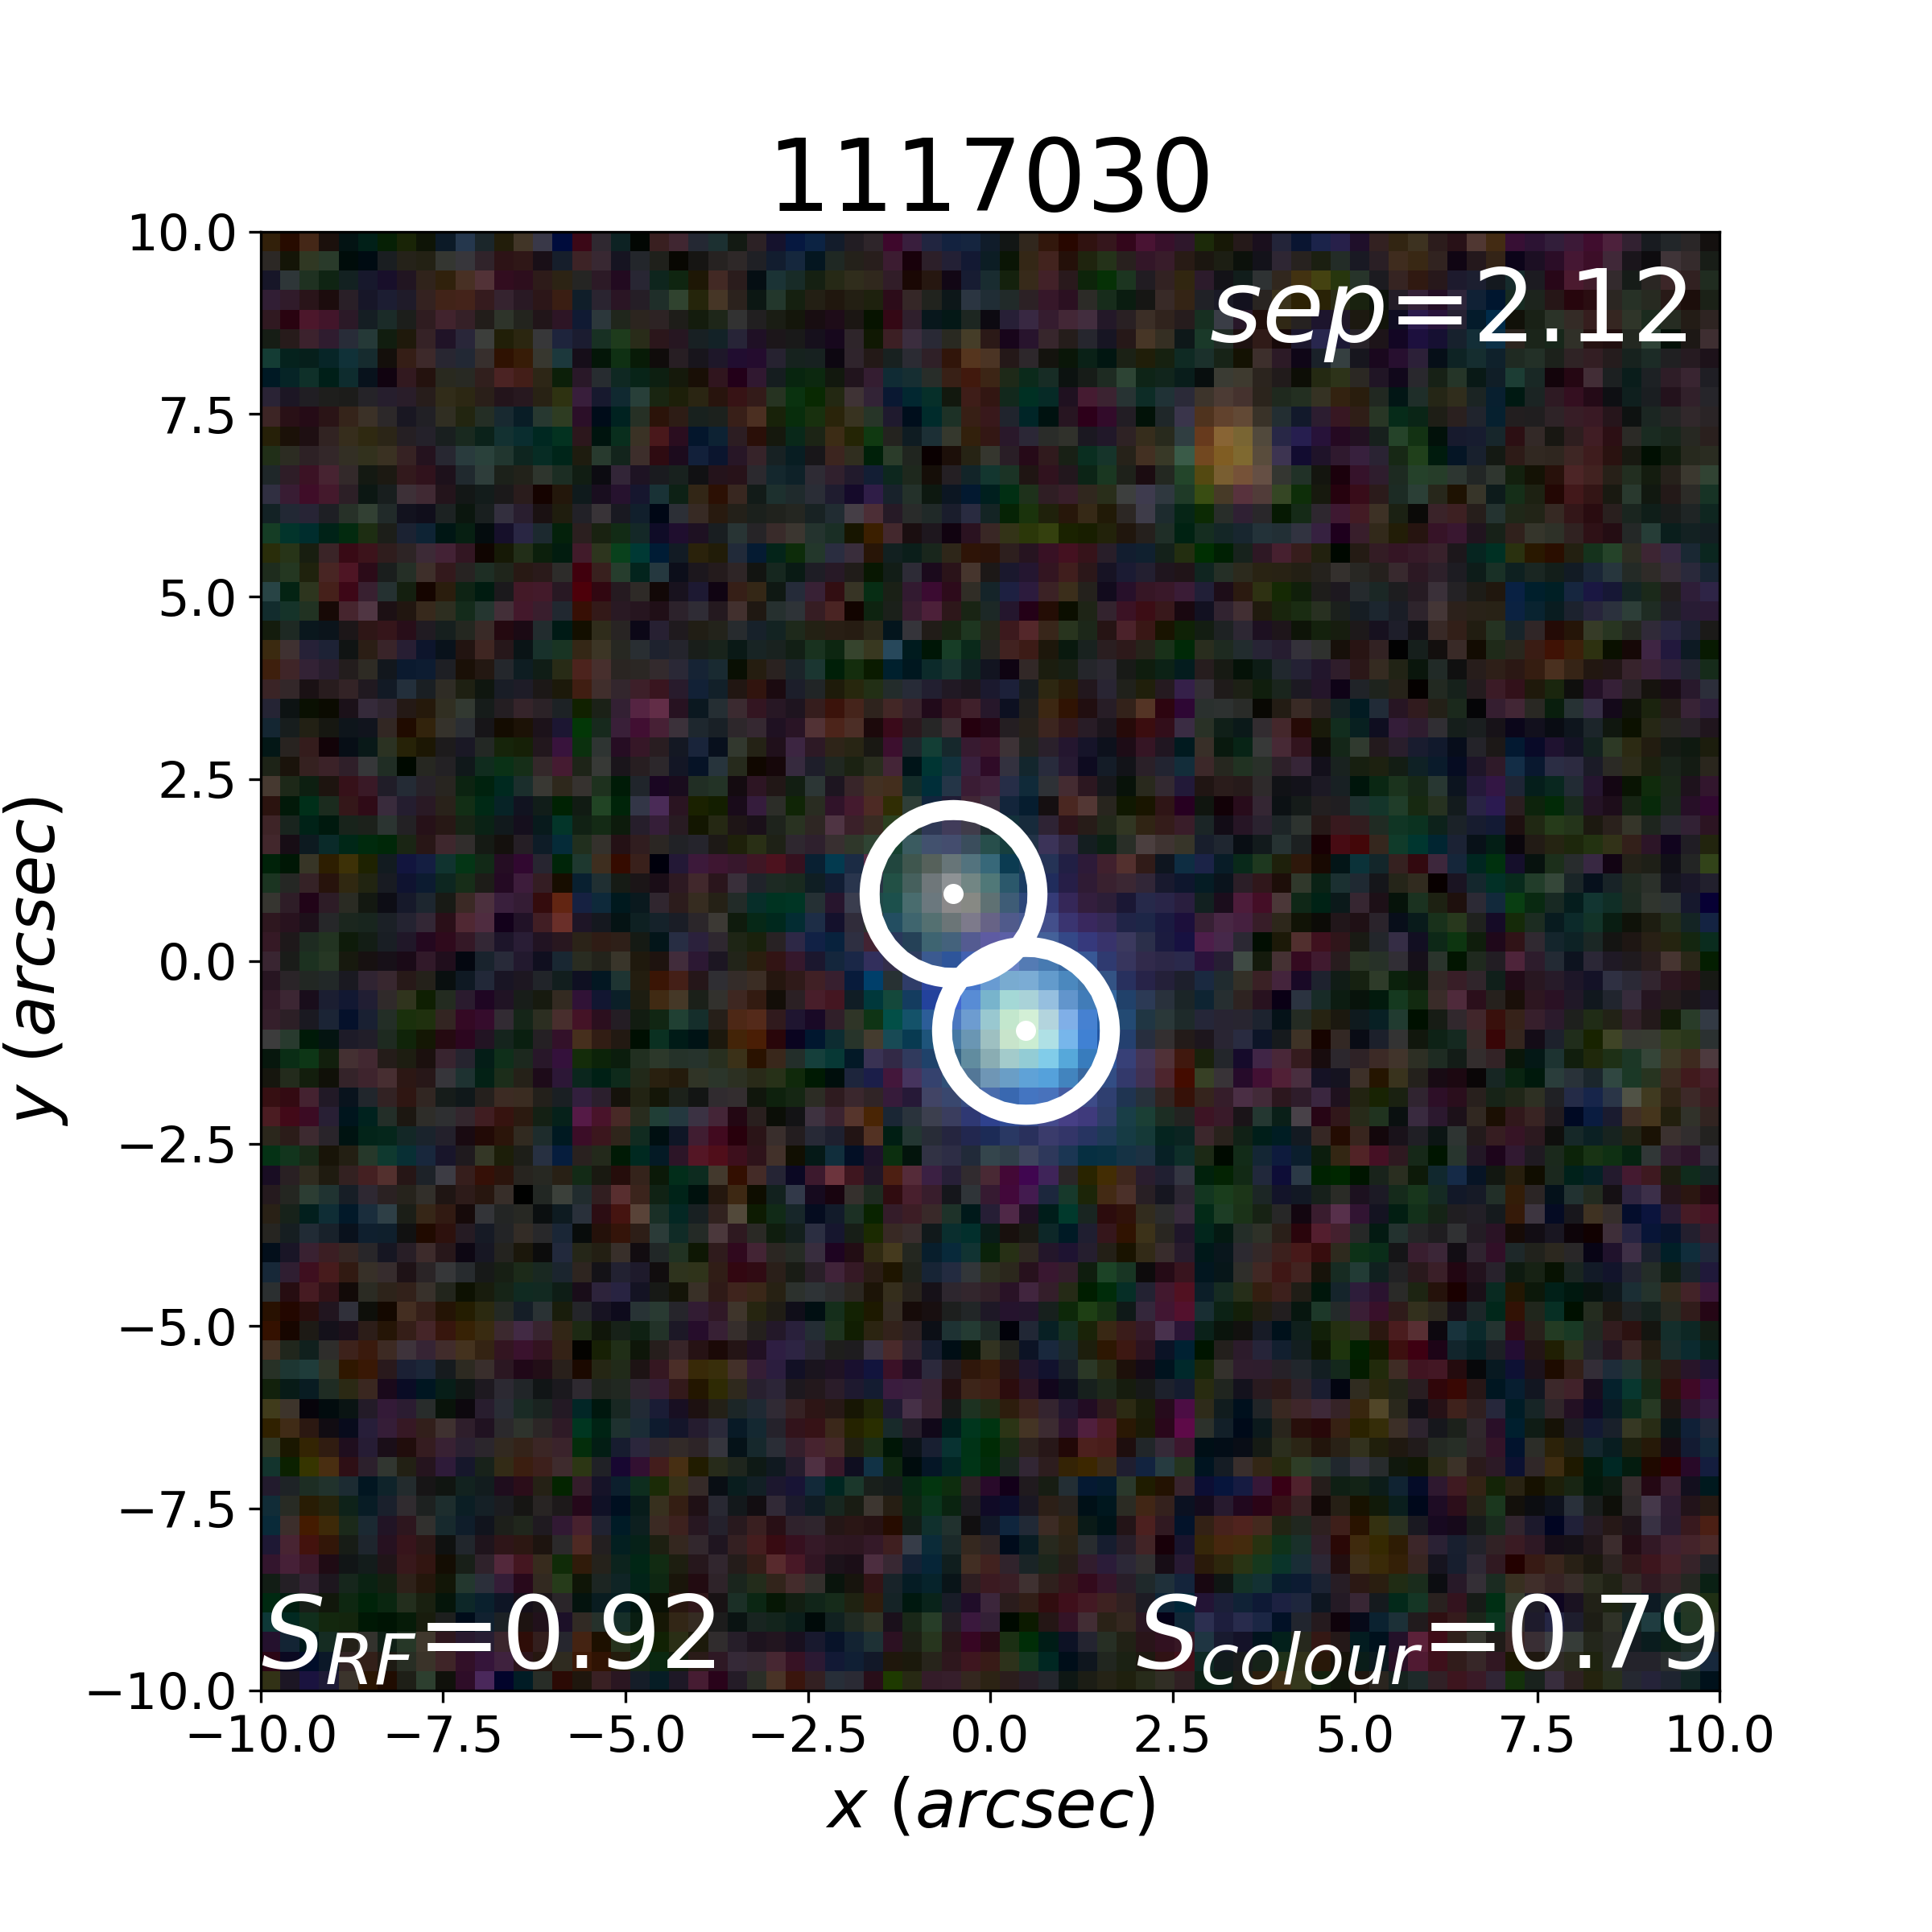 1117030
sep=2.12
10.0
7.5
5.0
2.5
0.0
−2.5
−5.0
−7.5
−10.0
y (arcsec)
S_RF=0.92
S_colour=0.79
−10.0 −7.5 −5.0 −2.5 0.0 2.5 5.0 7.5 10.0
x (arcsec)